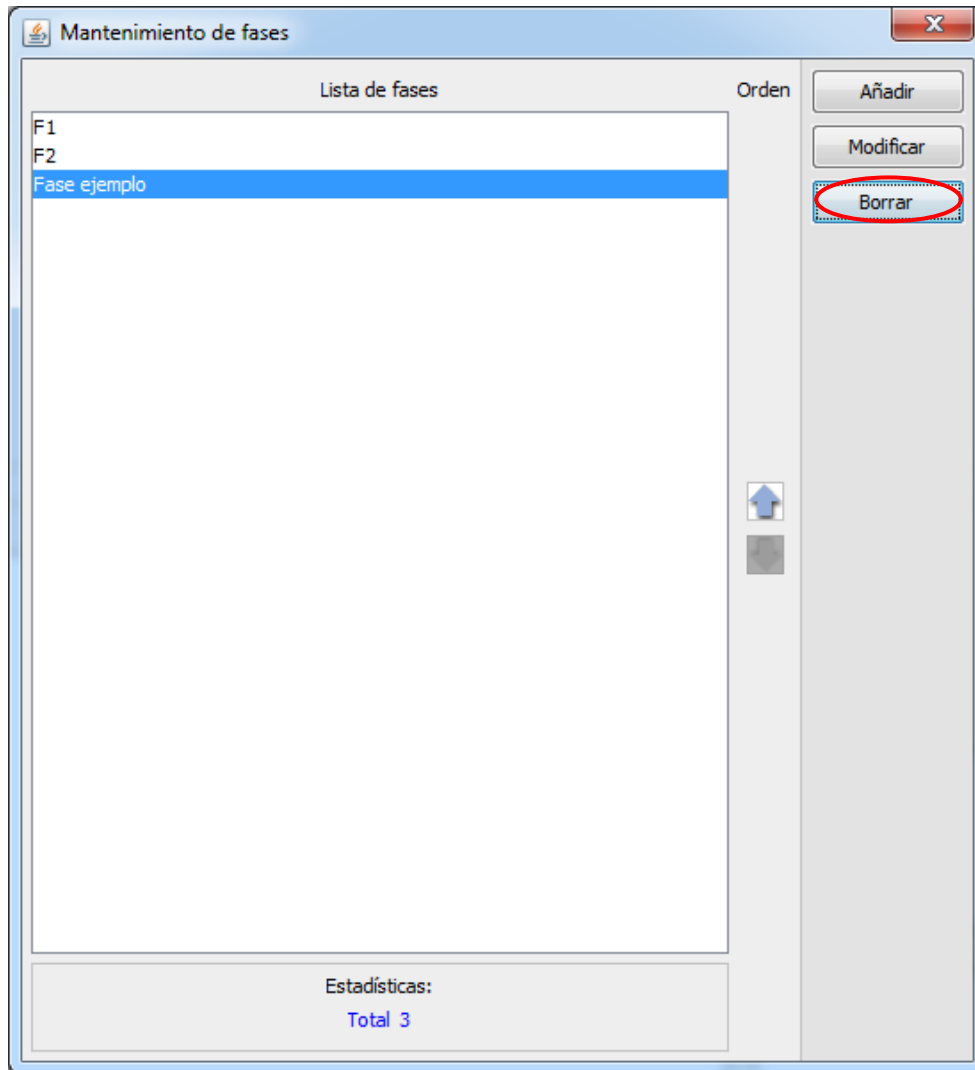 Mantenimiento de fases
Lista de fases
Orden
Añadir
F1
F2
Modificar
Fase ejemplo
Borrar
Estadísticas:
Total 3